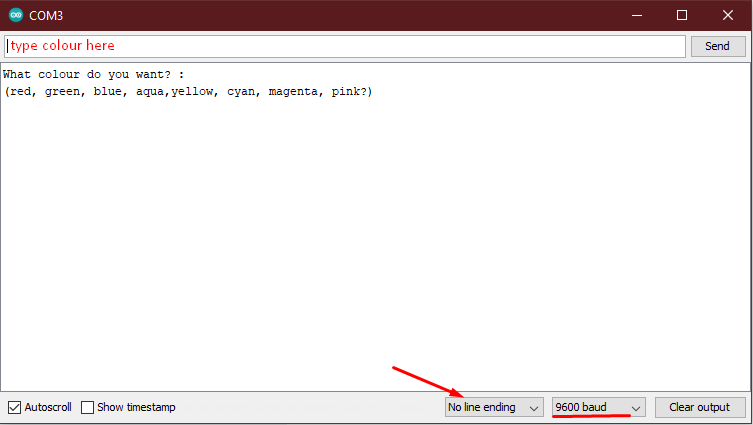 COM3
type colour here
Send
What colour do you want? :
(red, green, blue, aqua,yellow, cyan, magenta, pink?)
Autoscroll
Show timestamp
No line ending
9600 baud
Clear output